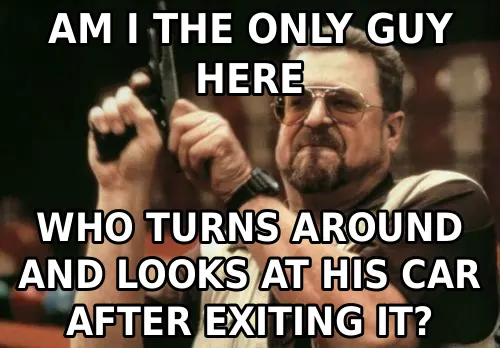 AM I THE ONLY GUY
HERE
WHO TURNS AROUND
AND LOOKS AT HIS CAR
AFTER EXITING IT?